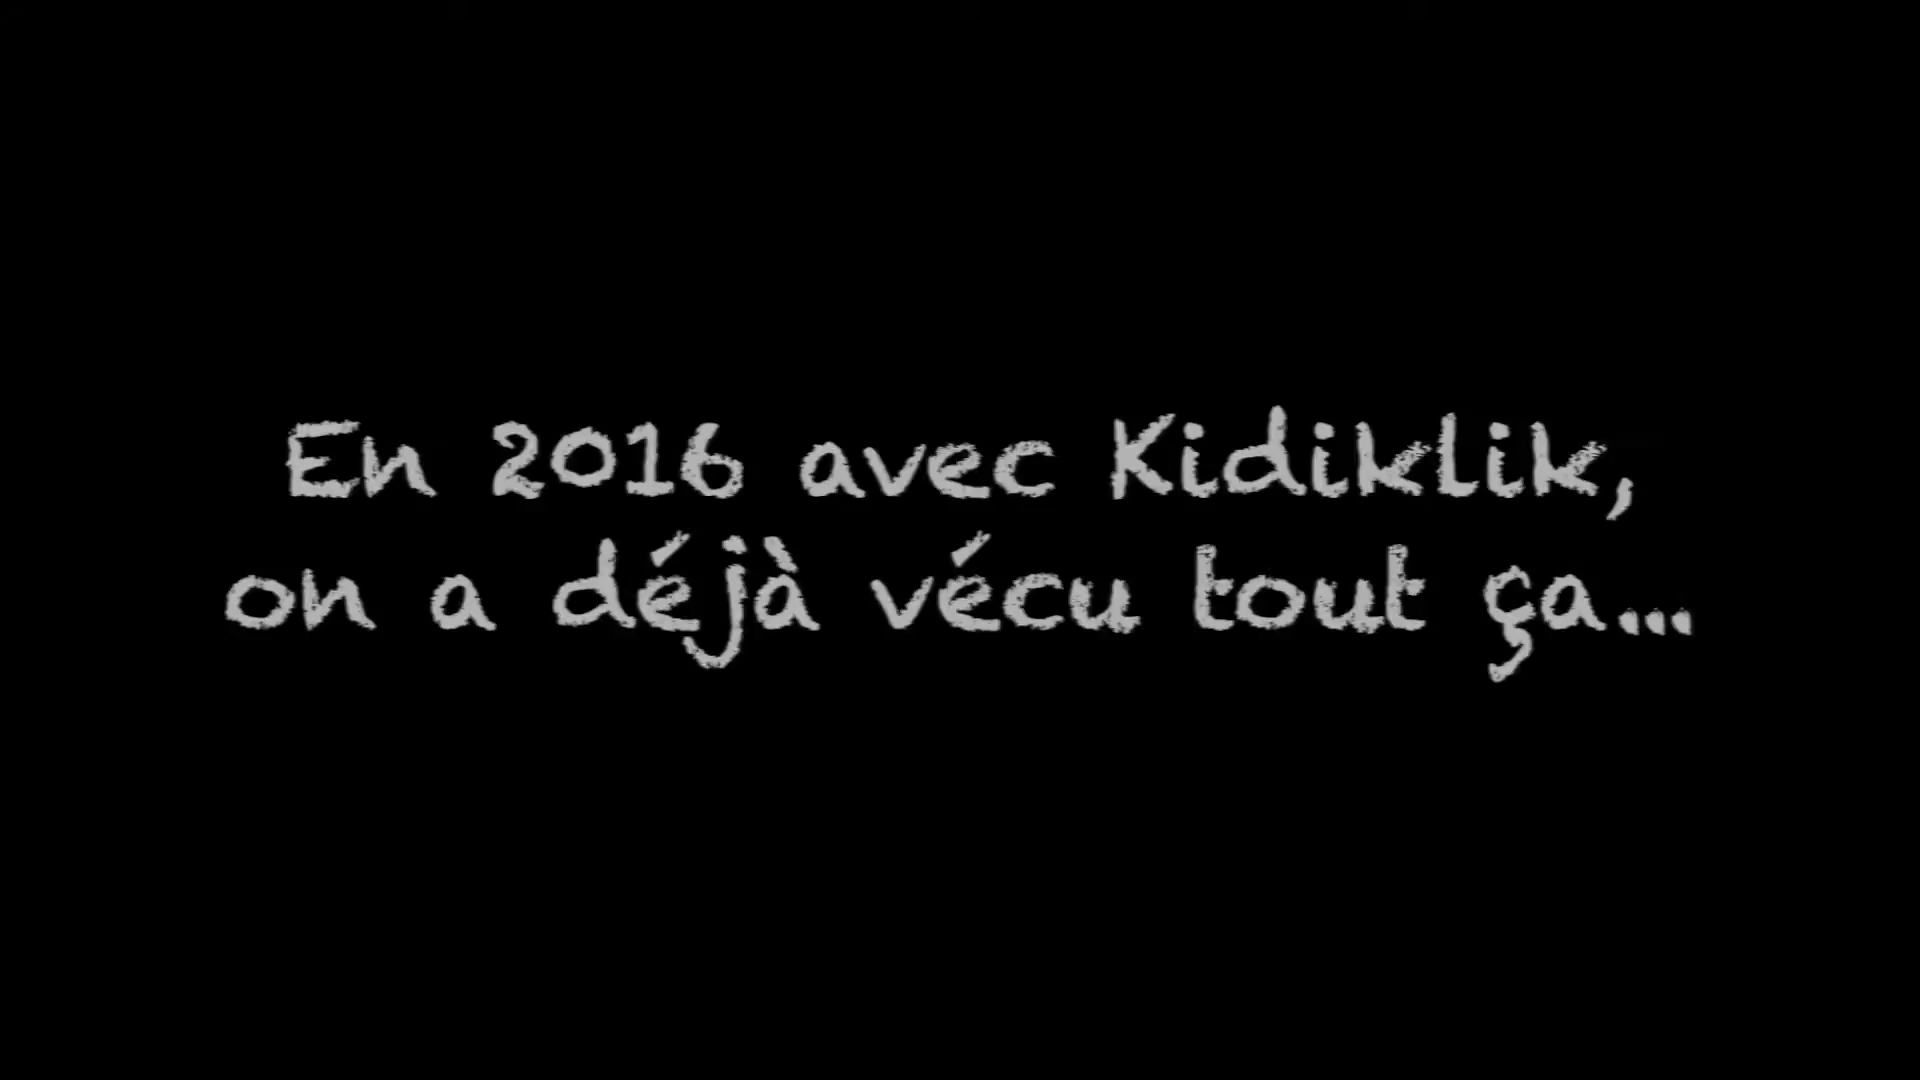 En 2016 avec Kidiklik,
on a déjà vécu tout ça...